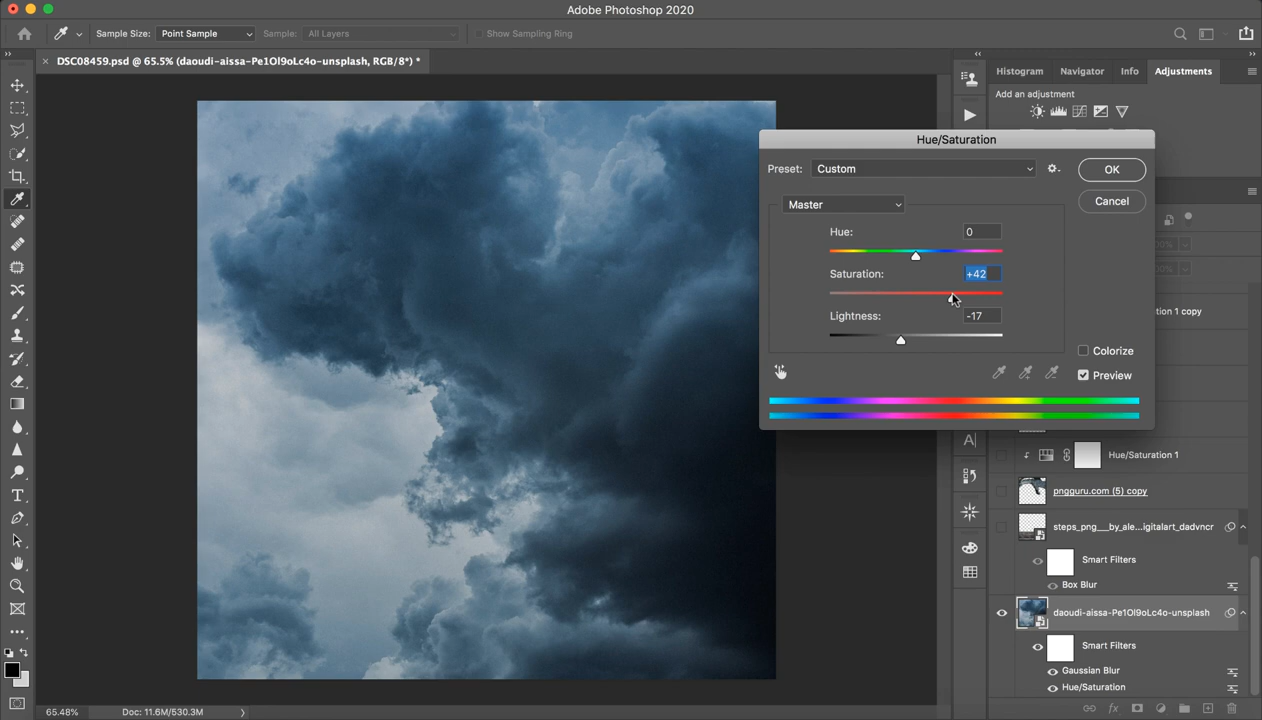 Adobe Photoshop 2020
Sample Size: Point Sample Sample: All Layers Show Sampling Ring
DSC08459.psd @ 65.5% (daoudi-aissa-Pe1Ol9oLc4o-unsplash, RGB/8*) *
Histogram Navigator Info Adjustments
Add an adjustment
Hue/Saturation
Preset: Custom
OK
Master
Cancel
Hue: 0
Saturation: +42
Lightness: -17
Colorize
Preview
tion 1 copy
Hue/Saturation 1
pngguru.com (5) copy
steps_png___by_ale...igitalart_dadvncr
Smart Filters
Box Blur
daoudi-aissa-Pe1Ol9oLc4o-unsplash
Smart Filters
Gaussian Blur
Hue/Saturation
65.48% Doc: 11.6M/530.3M